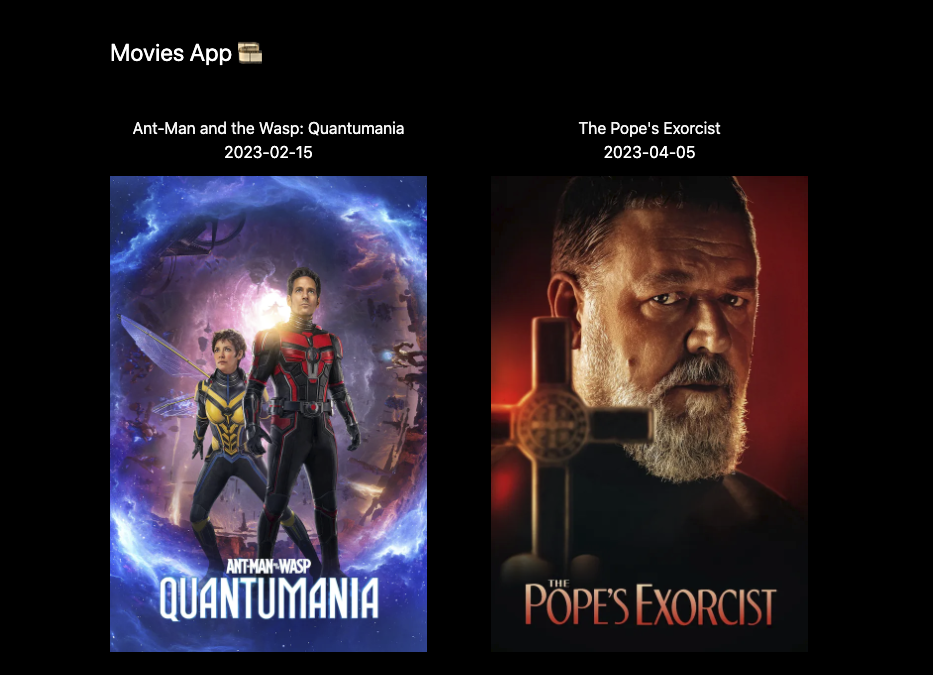 Movies App
Ant-Man and the Wasp: Quantumania
2023-02-15
The Pope's Exorcist
2023-04-05
ANT-MAN AND THE WASP
QUANTUMANIA
THE
POPE'S EXORCIST